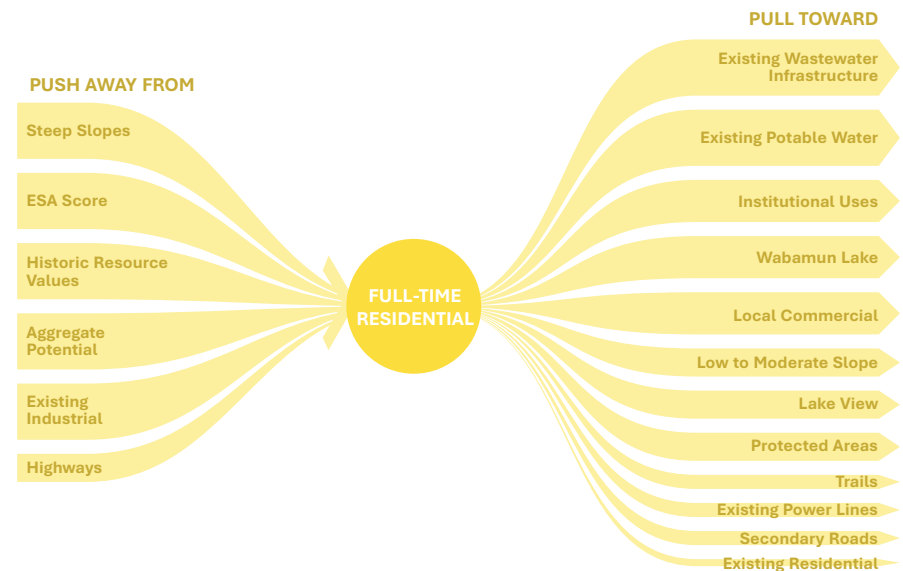 PUSH AWAY FROM
Steep Slopes
ESA Score
Historic Resource
Values
Aggregate
Potential
Existing
Industrial
Highways
FULL-TIME
RESIDENTIAL
PULL TOWARD
Existing Wastewater
Infrastructure
Existing Potable Water
Institutional Uses
Wabamun Lake
Local Commercial
Low to Moderate Slope
Lake View
Protected Areas
Trails
Existing Power Lines
Secondary Roads
Existing Residential